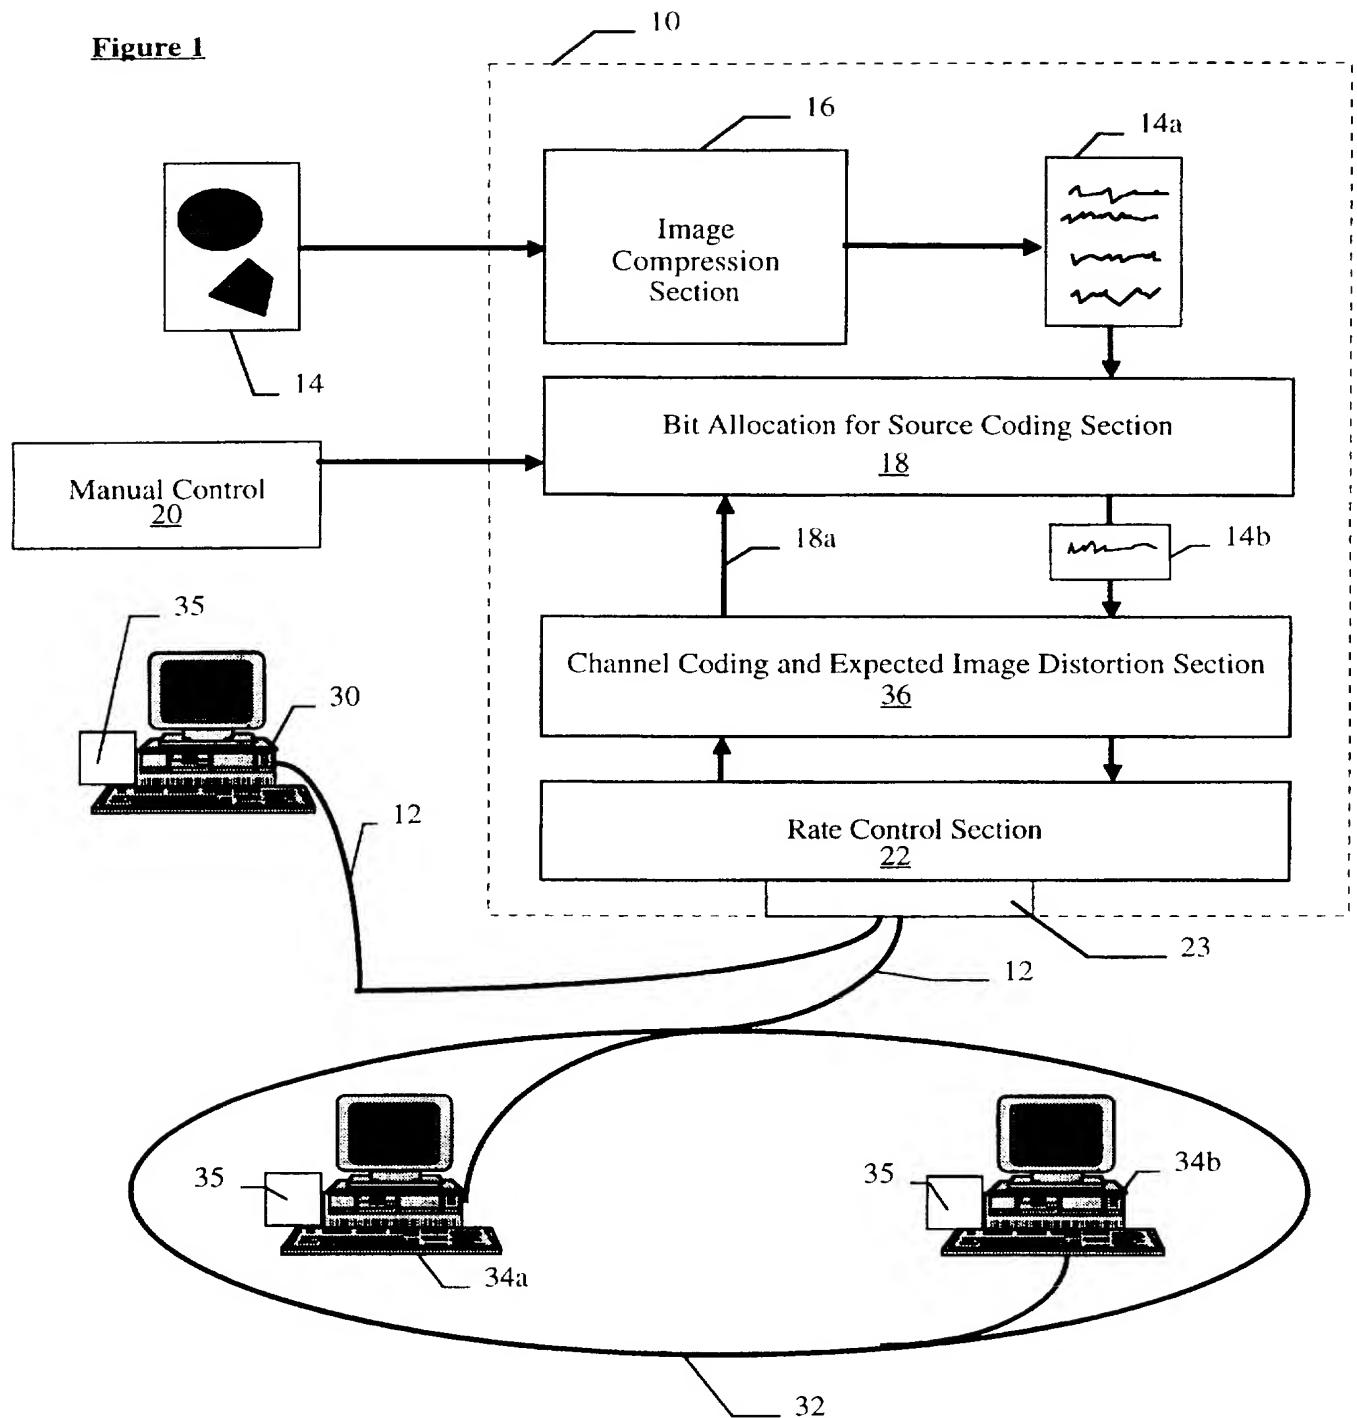 10
Figure 1
16
14a
Image
Compression
Section
14
Bit Allocation for Source Coding Section
18
Manual Control
20
18a
14b
35
Channel Coding and Expected Image Distortion Section
36
30
12
Rate Control Section
22
23
12
35
34b
35
34a
32